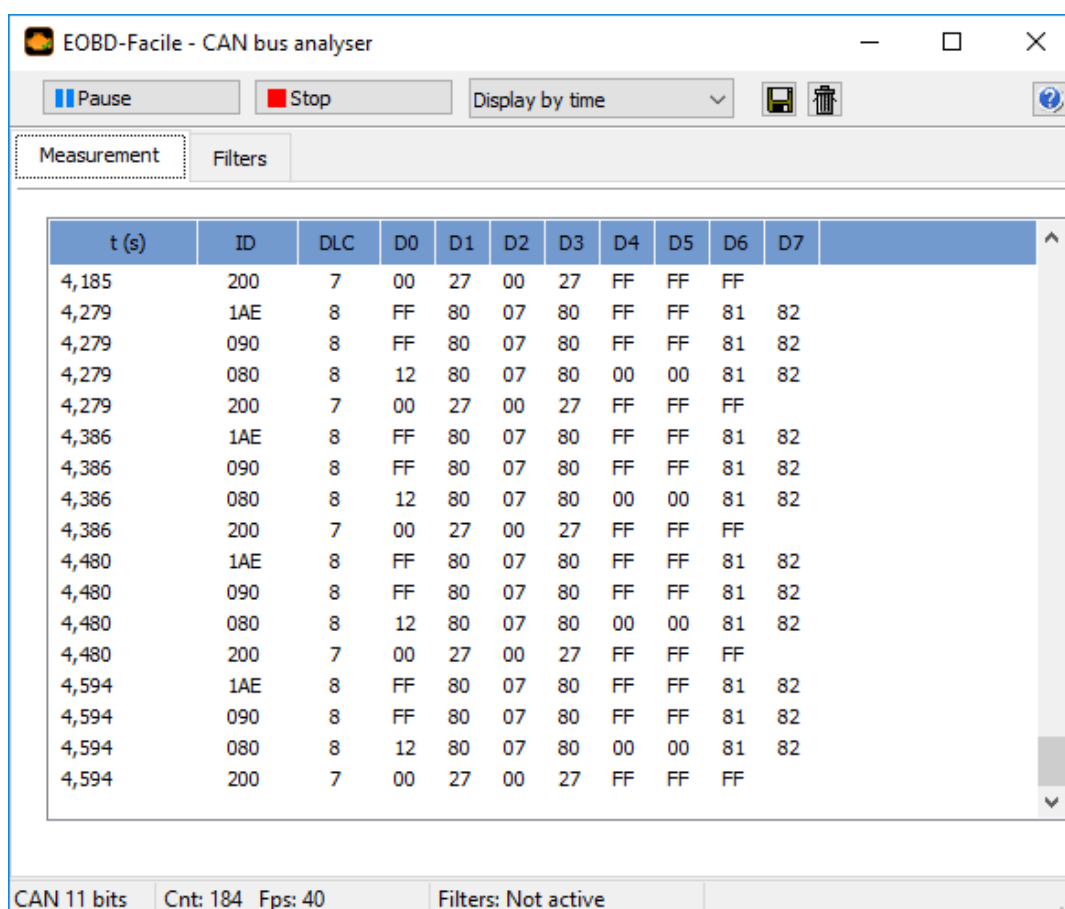 EOBD-Facile - CAN bus analyser
Pause Stop Display by time
Measurement Filters
t (s) ID DLC D0 D1 D2 D3 D4 D5 D6 D7
4,185 200 7 00 27 00 27 FF FF FF
4,279 1AE 8 FF 80 07 80 FF FF 81 82
4,279 090 8 FF 80 07 80 FF FF 81 82
4,279 080 8 12 80 07 80 00 00 81 82
4,279 200 7 00 27 00 27 FF FF FF
4,386 1AE 8 FF 80 07 80 FF FF 81 82
4,386 090 8 FF 80 07 80 FF FF 81 82
4,386 080 8 12 80 07 80 00 00 81 82
4,386 200 7 00 27 00 27 FF FF FF
4,480 1AE 8 FF 80 07 80 FF FF 81 82
4,480 090 8 FF 80 07 80 FF FF 81 82
4,480 080 8 12 80 07 80 00 00 81 82
4,480 200 7 00 27 00 27 FF FF FF
4,594 1AE 8 FF 80 07 80 FF FF 81 82
4,594 090 8 FF 80 07 80 FF FF 81 82
4,594 080 8 12 80 07 80 00 00 81 82
4,594 200 7 00 27 00 27 FF FF FF
CAN 11 bits Cnt: 184 Fps: 40 Filters: Not active